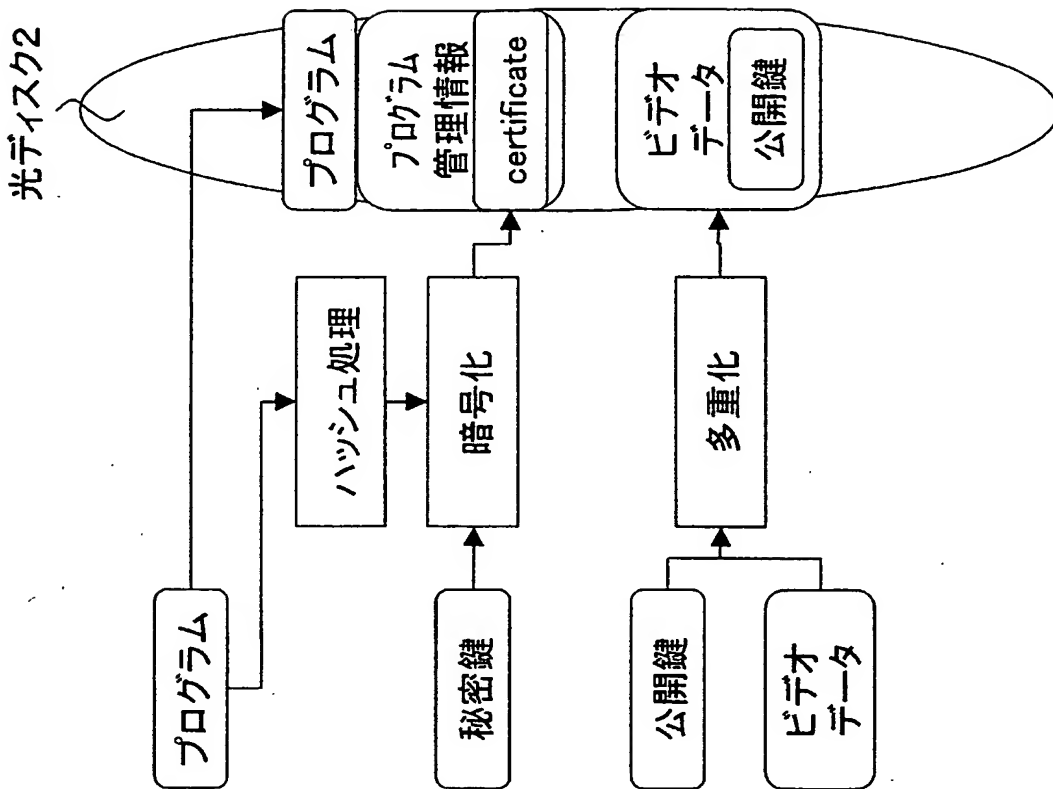 光ディスク2
プログラム
プログラム
管理情報
certificate
ビデオ
データ
公開鍵
ハッシュ処理
暗号化
多重化
プログラム
秘密鍵
公開鍵
ビデオ
データ